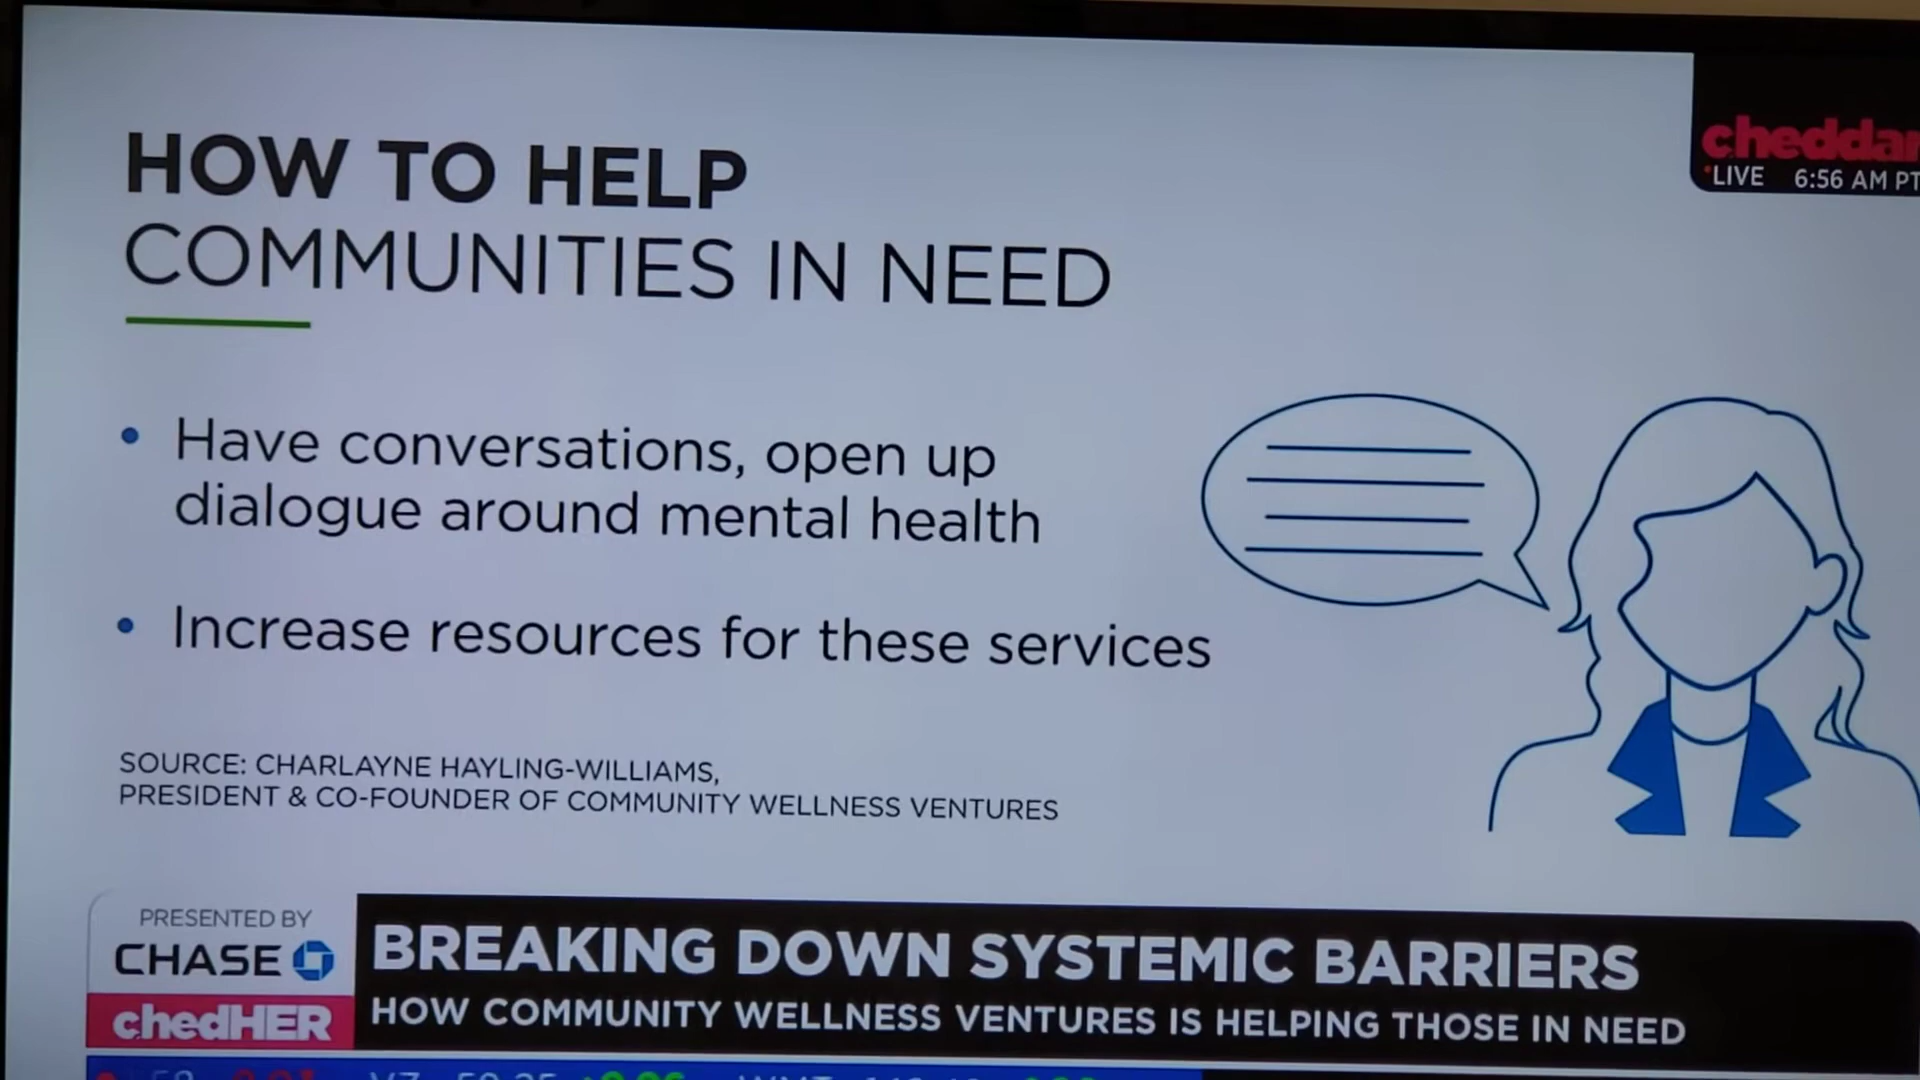 HOW TO HELP
COMMUNITIES IN NEED
cheddar
LIVE 6:56 AM PT
• Have conversations, open up
dialogue around mental health
• Increase resources for these services
SOURCE: CHARLAYNE HAYLING-WILLIAMS,
PRESIDENT & CO-FOUNDER OF COMMUNITY WELLNESS VENTURES
PRESENTED BY
CHASE
chedHER
BREAKING DOWN SYSTEMIC BARRIERS
HOW COMMUNITY WELLNESS VENTURES IS HELPING THOSE IN NEED